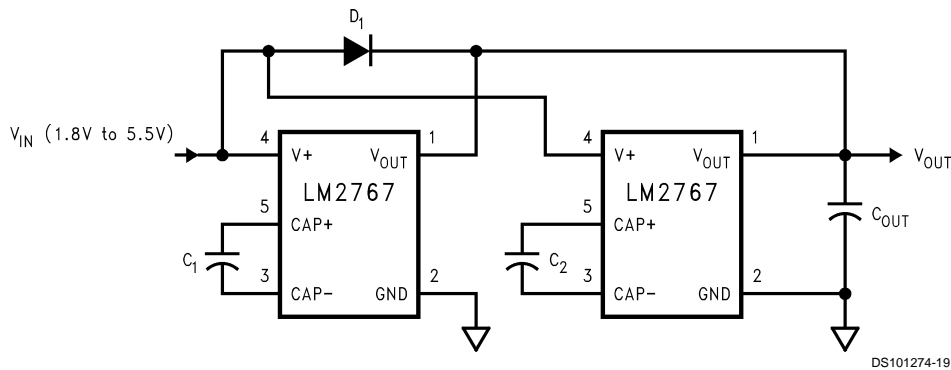 D1
VIN (1.8V to 5.5V)
4
V+
VOUT
1
LM2767
5
CAP+
C1
3
CAP-
GND
2
4
V+
VOUT
1
VOUT
LM2767
5
CAP+
C2
3
CAP-
GND
2
COUT
DS101274-19